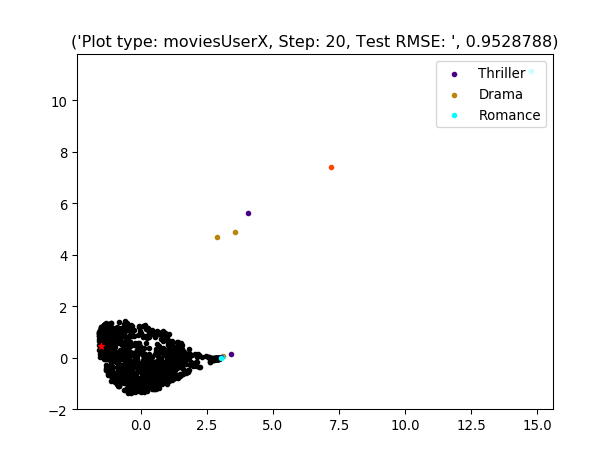 ('Plot type: moviesUserX, Step: 20, Test RMSE: ', 0.9528788)
Thriller
Drama
Romance
10
8
6
4
2
0
−2
0.0 2.5 5.0 7.5 10.0 12.5 15.0